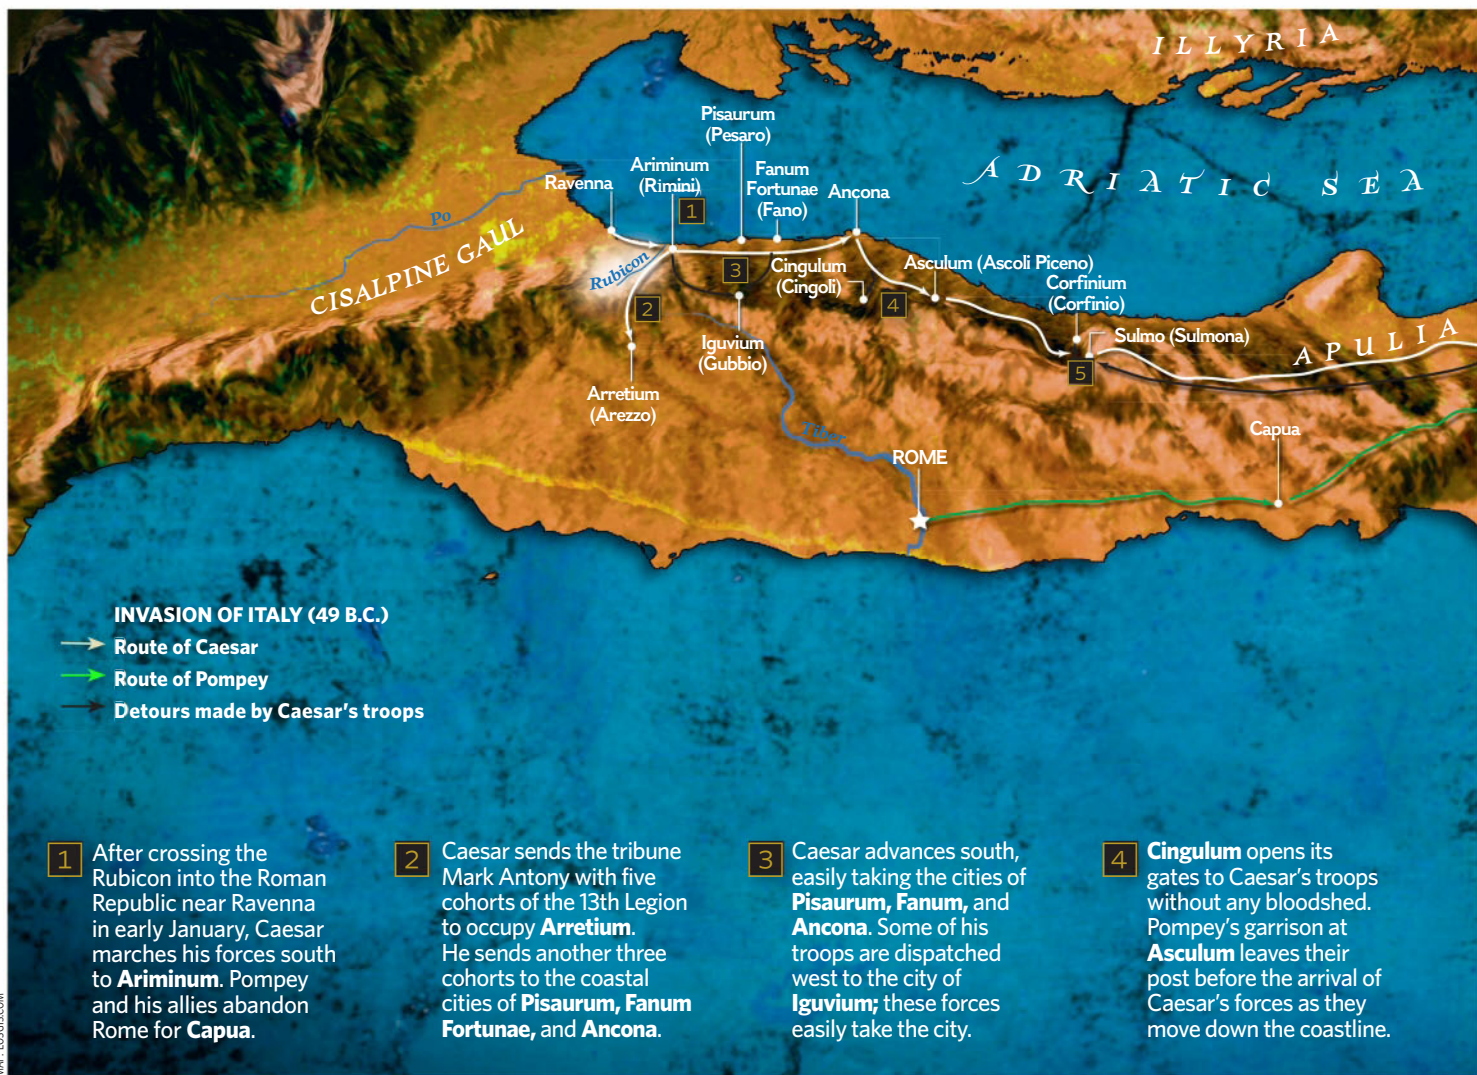 ILLYRIA
ADRIATIC SEA
Pisaurum
(Pesaro)
Ariminum
(Rimini)
Fanum
Fortunae
(Fano)
Ravenna
Ancona
1
Po
CISALPINE GAUL
Rubicon
2
3
Cingulum
(Cingoli)
4
Asculum (Ascoli Piceno)
Corfinium
(Corfinio)
Sulmo (Sulmona)
5
APULIA
Iguvium
(Gubbio)
Arretium
(Arezzo)
Tiber
ROME
Capua
INVASION OF ITALY (49 B.C.)
Route of Caesar
Route of Pompey
Detours made by Caesar's troops
1
After crossing the
Rubicon into the Roman
Republic near Ravenna
in early January, Caesar
marches his forces south
to Ariminum. Pompey
and his allies abandon
Rome for Capua.
2
Caesar sends the tribune
Mark Antony with five
cohorts of the 13th Legion
to occupy Arretium.
He sends another three
cohorts to the coastal
cities of Pisaurum, Fanum
Fortunae, and Ancona.
3
Caesar advances south,
easily taking the cities of
Pisaurum, Fanum, and
Ancona. Some of his
troops are dispatched
west to the city of
Iguvium; these forces
easily take the city.
4
Cingulum opens its
gates to Caesar's troops
without any bloodshed.
Pompey's garrison at
Asculum leaves their
post before the arrival of
Caesar's forces as they
move down the coastline.